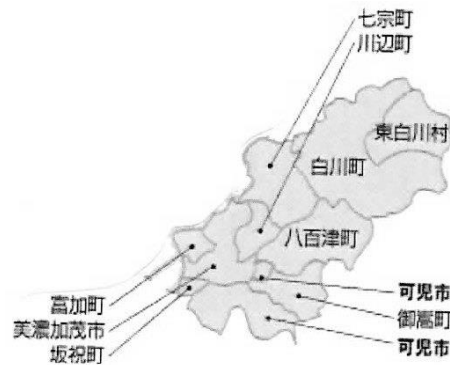 七宗町
川辺町
東白川村
白川町
八百津町
富加町
美濃加茂市
坂祝町
可児市
御嵩町
可児市